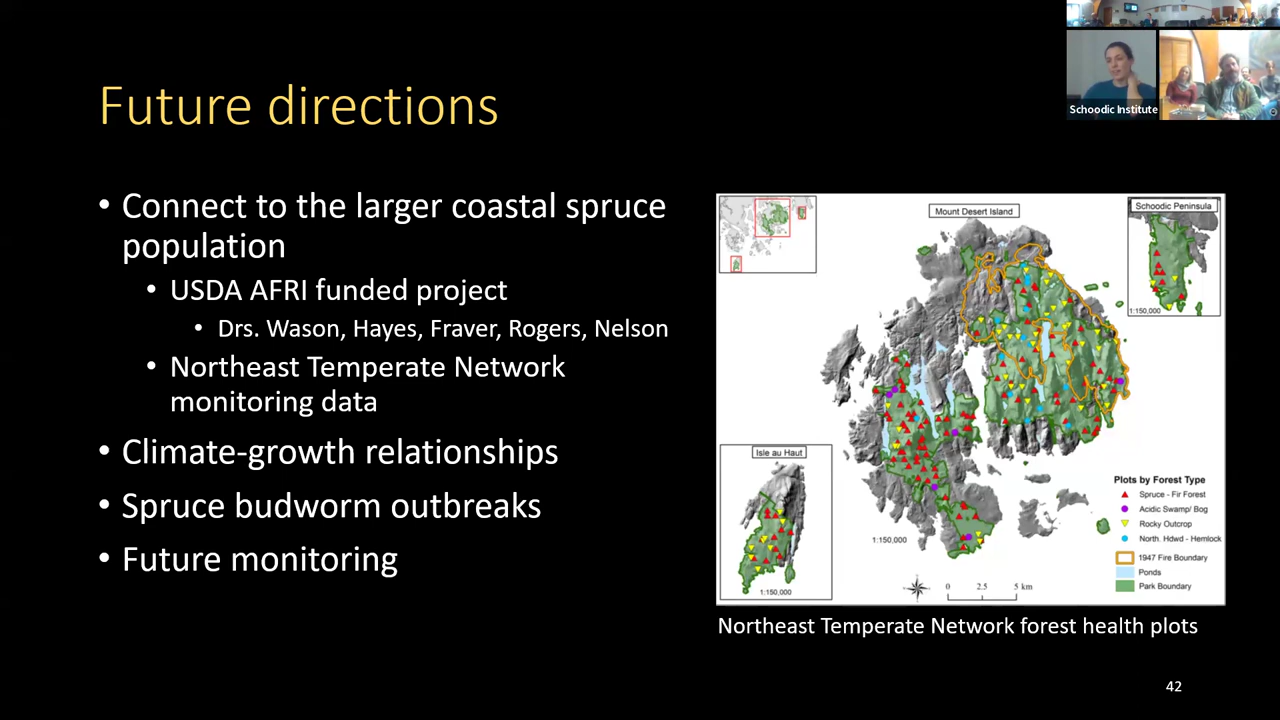 Future directions
• Connect to the larger coastal spruce
population
• USDA AFRI funded project
• Drs. Wason, Hayes, Fraver, Rogers, Nelson
• Northeast Temperate Network
monitoring data
• Climate-growth relationships
• Spruce budworm outbreaks
• Future monitoring
Schoodic Institute
Mount Desert Island
Schoodic Peninsula
1:150,000
Isle au Haut
1:150,000
1:150,000
0 2.5 5 km
Plots by Forest Type
Spruce - Fir Forest
Acidic Swamp/ Bog
Rocky Outcrop
North. Hdwd - Hemlock
1947 Fire Boundary
Ponds
Park Boundary
Northeast Temperate Network forest health plots
42